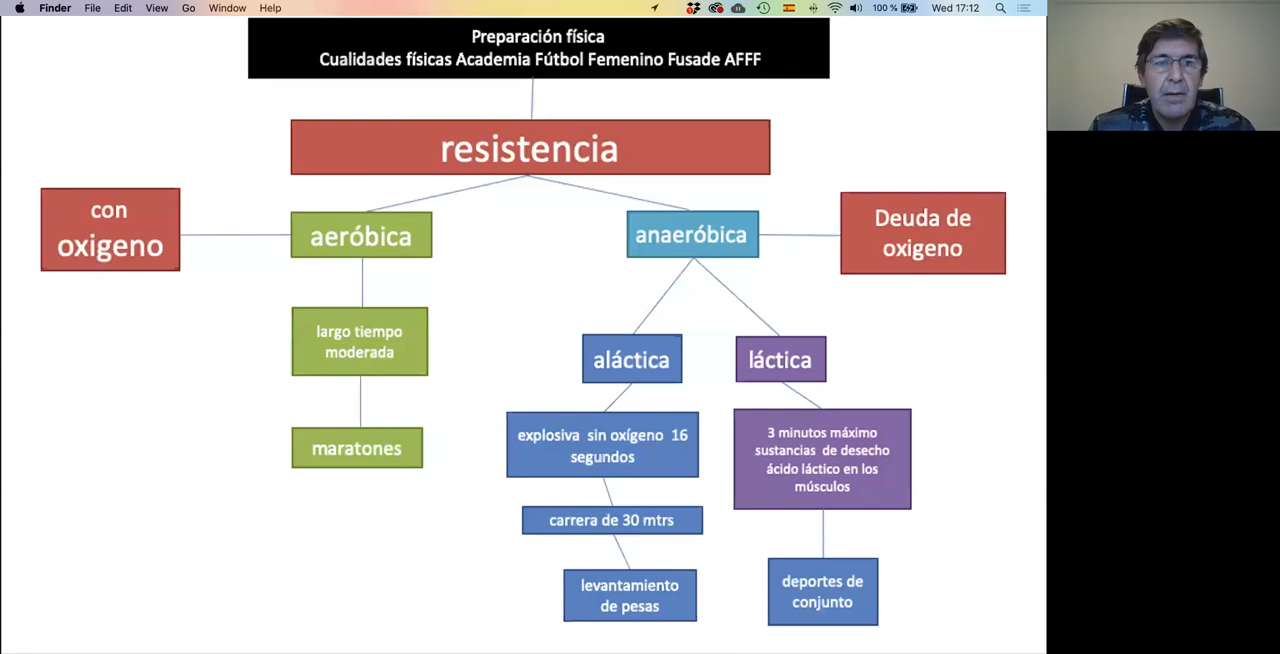 Finder File Edit View Go Window Help 100 % Wed 17:12
Preparación física
Cualidades físicas Academia Fútbol Femenino Fusade AFFF
resistencia
con
oxigeno
aeróbica
anaeróbica
Deuda de
oxigeno
largo tiempo
moderada
maratones
aláctica
láctica
explosiva sin oxígeno 16
segundos
3 minutos máximo
sustancias de desecho
ácido láctico en los
músculos
carrera de 30 mtrs
levantamiento
de pesas
deportes de
conjunto